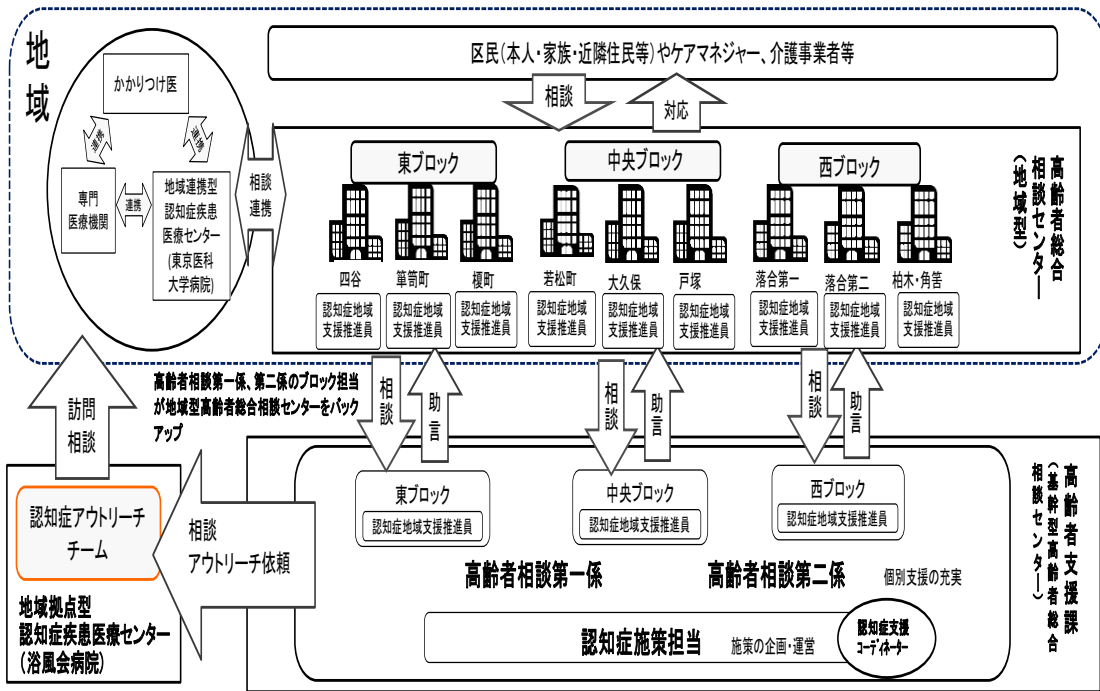 地域
区民(本人・家族・近隣住民等)やケアマネジャー、介護事業者等
相談
対応
かかりつけ医
連携
連携
専門
医療機関
連携
地域連携型
認知症疾患
医療センター
(東京医科
大学病院)
相談
連携
東ブロック
中央ブロック
西ブロック
四谷
箪笥町
榎町
若松町
大久保
戸塚
落合第一
落合第二
柏木・角筈
認知症地域
支援推進員
認知症地域
支援推進員
認知症地域
支援推進員
認知症地域
支援推進員
認知症地域
支援推進員
認知症地域
支援推進員
認知症地域
支援推進員
認知症地域
支援推進員
認知症地域
支援推進員
高齢者総合
相談センター
(地域型)
高齢者相談第一係、第二係のブロック担当
が地域型高齢者総合相談センターをバック
アップ
相談
助言
相談
助言
相談
助言
訪問
相談
認知症アウトリーチ
チーム
地域拠点型
認知症疾患医療センター
(浴風会病院)
相談
アウトリーチ依頼
東ブロック
認知症地域支援推進員
中央ブロック
認知症地域支援推進員
西ブロック
認知症地域支援推進員
高齢者相談第一係
高齢者相談第二係
個別支援の充実
認知症施策担当
施策の企画・運営
認知症支援
コーディネーター
高齢者支援課
(基幹型高齢者総合
相談センター)